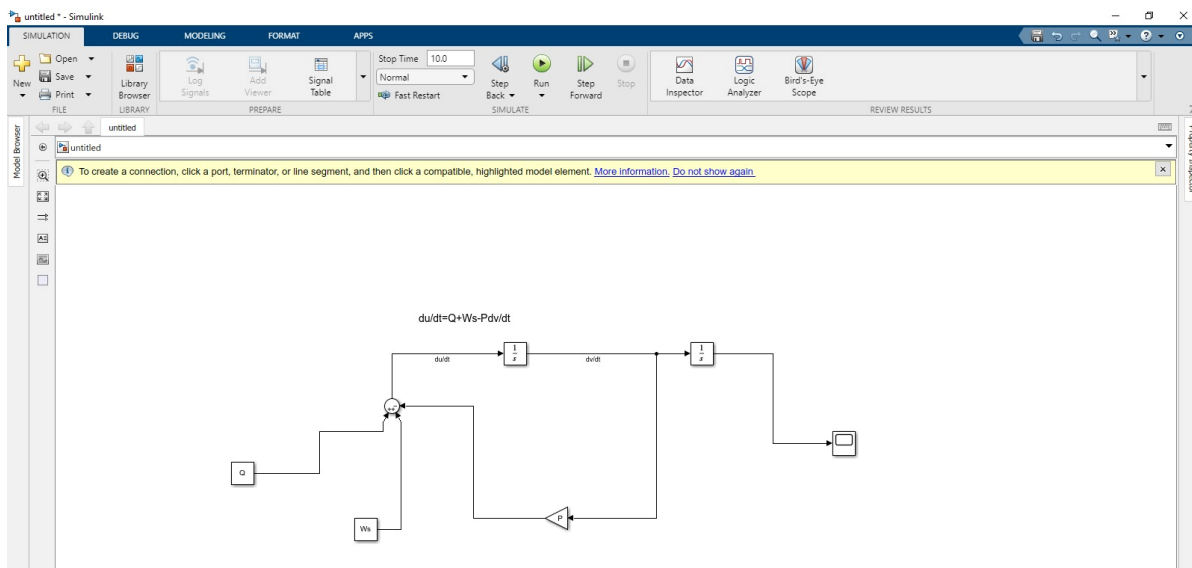 untitled * - Simulink
SIMULATION DEBUG MODELING FORMAT APPS
New
Open
Save
Print
FILE
Library Browser
LIBRARY
Log Signals
Add Viewer
Signal Table
PREPARE
Stop Time 10.0
Normal
Fast Restart
Step Back
Run
Step Forward
Stop
SIMULATE
Data Inspector
Logic Analyzer
Bird's-Eye Scope
REVIEW RESULTS
Model Browser
untitled
untitled
Property Inspector
To create a connection, click a port, terminator, or line segment, and then click a compatible, highlighted model element. More information. Do not show again
du/dt=Q+Ws-Pdv/dt
du/dt
1
s
dv/dt
1
s
++-
Q
P
Ws